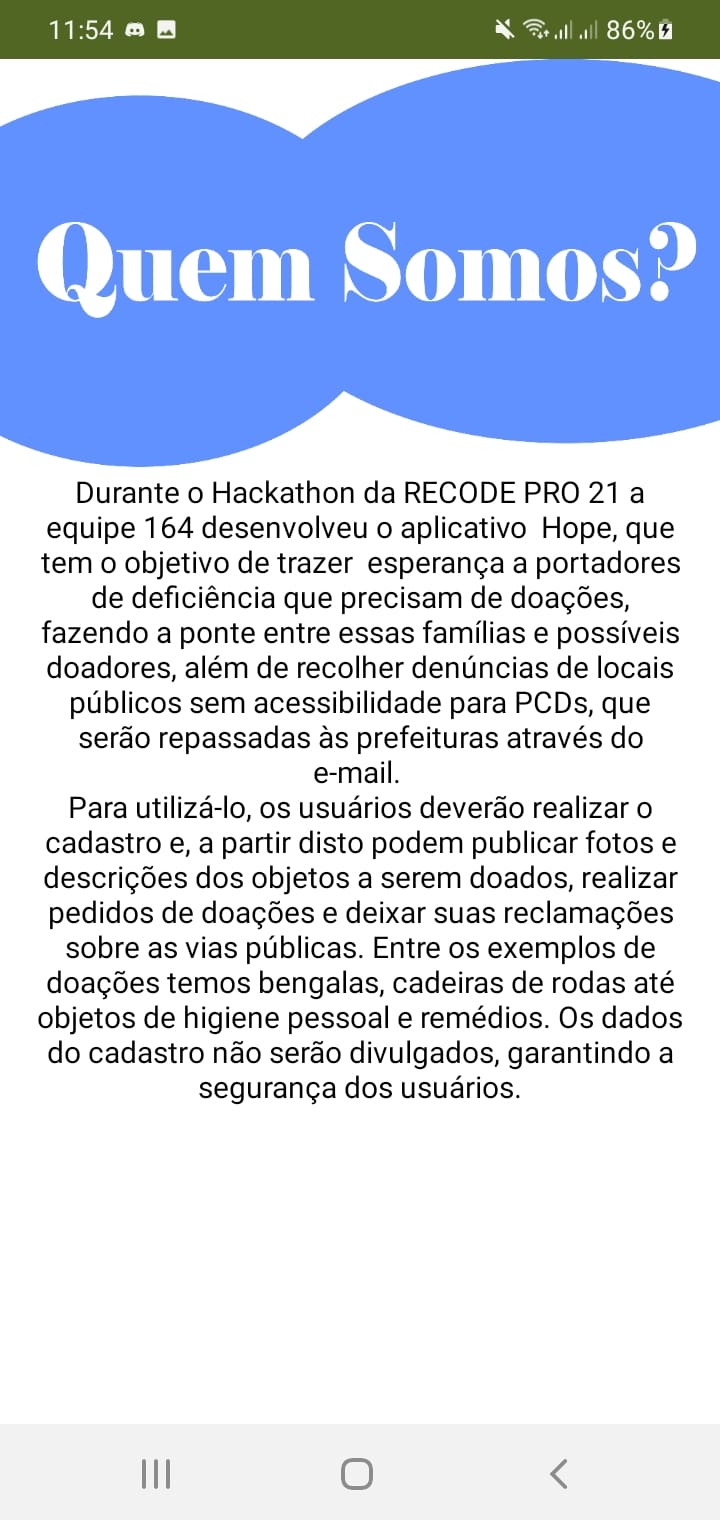 11:54
86%
Quem Somos?
Durante o Hackathon da RECODE PRO 21 a
equipe 164 desenvolveu o aplicativo  Hope, que
tem o objetivo de trazer  esperança a portadores
de deficiência que precisam de doações,
fazendo a ponte entre essas famílias e possíveis
doadores, além de recolher denúncias de locais
públicos sem acessibilidade para PCDs, que
serão repassadas às prefeituras através do
e-mail.
Para utilizá-lo, os usuários deverão realizar o
cadastro e, a partir disto podem publicar fotos e
descrições dos objetos a serem doados, realizar
pedidos de doações e deixar suas reclamações
sobre as vias públicas. Entre os exemplos de
doações temos bengalas, cadeiras de rodas até
objetos de higiene pessoal e remédios. Os dados
do cadastro não serão divulgados, garantindo a
segurança dos usuários.